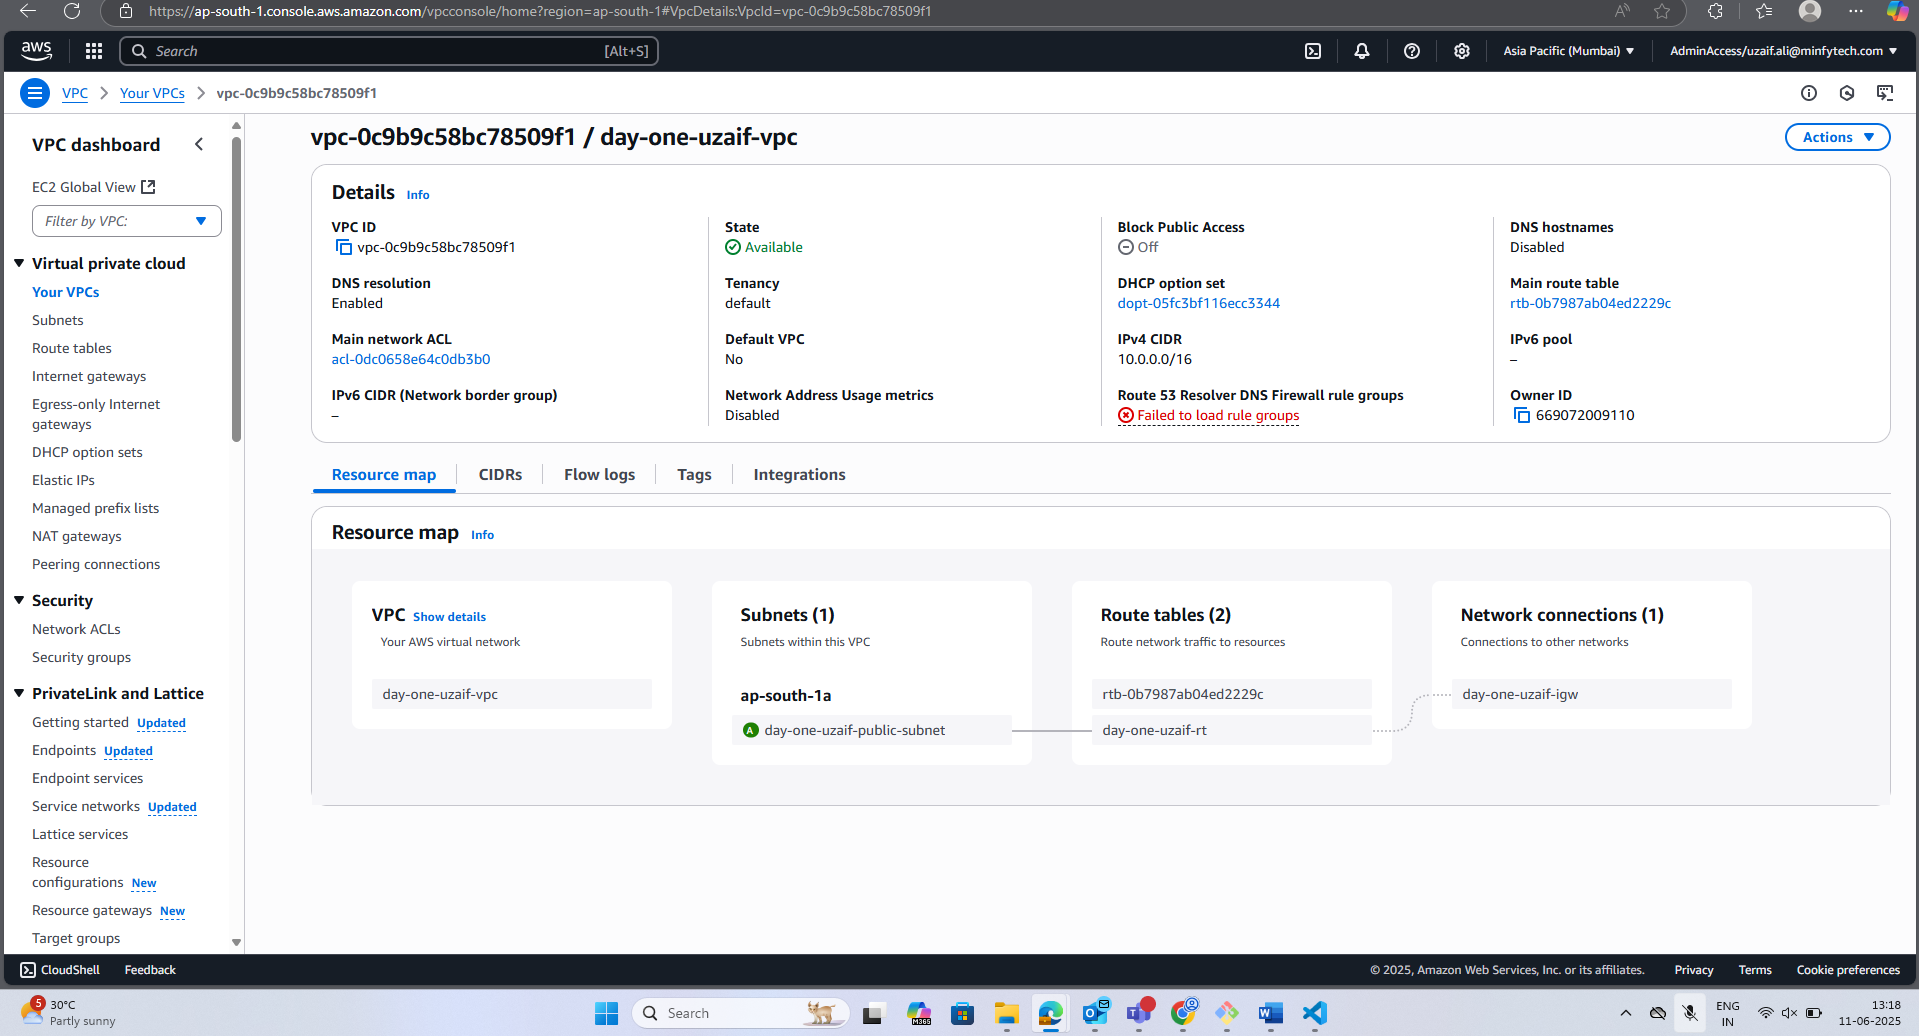 https://ap-south-1.console.aws.amazon.com/vpcconsole/home?region=ap-south-1#VpcDetails:VpcId=vpc-0c9b9c58bc78509f1
aws
Search
[Alt+S]
Asia Pacific (Mumbai)
AdminAccess/uzaif.ali@minfytech.com
VPC
Your VPCs
vpc-0c9b9c58bc78509f1
VPC dashboard
EC2 Global View
Filter by VPC:
Virtual private cloud
Your VPCs
Subnets
Route tables
Internet gateways
Egress-only Internet
gateways
DHCP option sets
Elastic IPs
Managed prefix lists
NAT gateways
Peering connections
Security
Network ACLs
Security groups
PrivateLink and Lattice
Getting started Updated
Endpoints Updated
Endpoint services
Service networks Updated
Lattice services
Resource
configurations New
Resource gateways New
Target groups
vpc-0c9b9c58bc78509f1 / day-one-uzaif-vpc
Actions
Details Info
VPC ID
vpc-0c9b9c58bc78509f1
State
Available
Block Public Access
Off
DNS hostnames
Disabled
DNS resolution
Enabled
Tenancy
default
DHCP option set
dopt-05fc3bf116ecc3344
Main route table
rtb-0b7987ab04ed2229c
Main network ACL
acl-0dc0658e64c0db3b0
Default VPC
No
IPv4 CIDR
10.0.0.0/16
IPv6 pool
–
IPv6 CIDR (Network border group)
–
Network Address Usage metrics
Disabled
Route 53 Resolver DNS Firewall rule groups
Failed to load rule groups
Owner ID
669072009110
Resource map
CIDRs
Flow logs
Tags
Integrations
Resource map Info
VPC Show details
Your AWS virtual network
day-one-uzaif-vpc
Subnets (1)
Subnets within this VPC
ap-south-1a
A day-one-uzaif-public-subnet
Route tables (2)
Route network traffic to resources
rtb-0b7987ab04ed2229c
day-one-uzaif-rt
Network connections (1)
Connections to other networks
day-one-uzaif-igw
CloudShell
Feedback
© 2025, Amazon Web Services, Inc. or its affiliates.
Privacy
Terms
Cookie preferences
5
30°C
Partly sunny
Search
M365
ENG
IN
13:18
11-06-2025